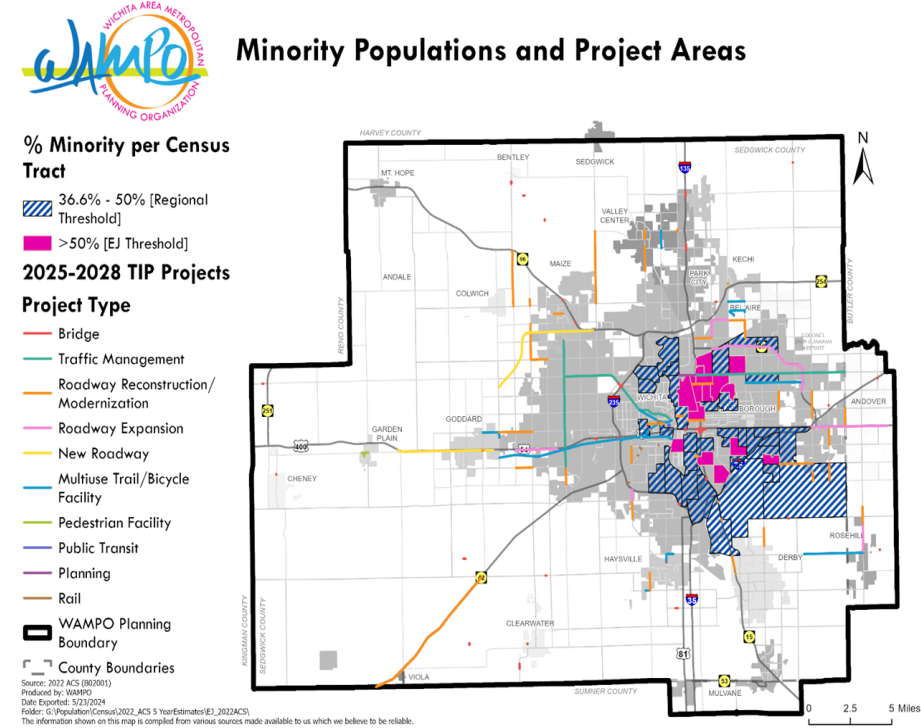 WICHITA AREA METROPOLITAN
WAMPO
PLANNING ORGANIZATION
Minority Populations and Project Areas
% Minority per Census
Tract
36.6% - 50% [Regional
Threshold]
>50% [EJ Threshold]
2025-2028 TIP Projects
Project Type
Bridge
Traffic Management
Roadway Reconstruction/
Modernization
Roadway Expansion
New Roadway
Multiuse Trail/Bicycle
Facility
Pedestrian Facility
Public Transit
Planning
Rail
WAMPO Planning
Boundary
County Boundaries
Source: 2022 ACS (B02001)
Produced by: WAMPO
Date Exported: 5/23/2024
Folder: G:\Population\Census\2022_ACS 5 YearEstimates\EJ_2022ACS\
The information shown on this map is compiled from various sources made available to us which we believe to be reliable.
HARVEY COUNTY
SEDGWICK COUNTY
BENTLEY
SEDGWICK
N
135
MT. HOPE
VALLEY
CENTER
96
MAIZE
KECHI
ANDALE
PARK
CITY
254
COLWICH
BEL AIRE
BUTLER COUNTY
RENO COUNTY
COLONEL
AIRPORT
251
235
WICHITA
ANDOVER
GODDARD
GARDEN
PLAIN
400
54
CHENEY
ROSEHILL
HAYSVILLE
DERBY
42
35
KINGMAN COUNTY
SEDGWICK COUNTY
CLEARWATER
15
81
VIOLA
53
SUMNER COUNTY
MULVANE
0 2.5 5 Miles